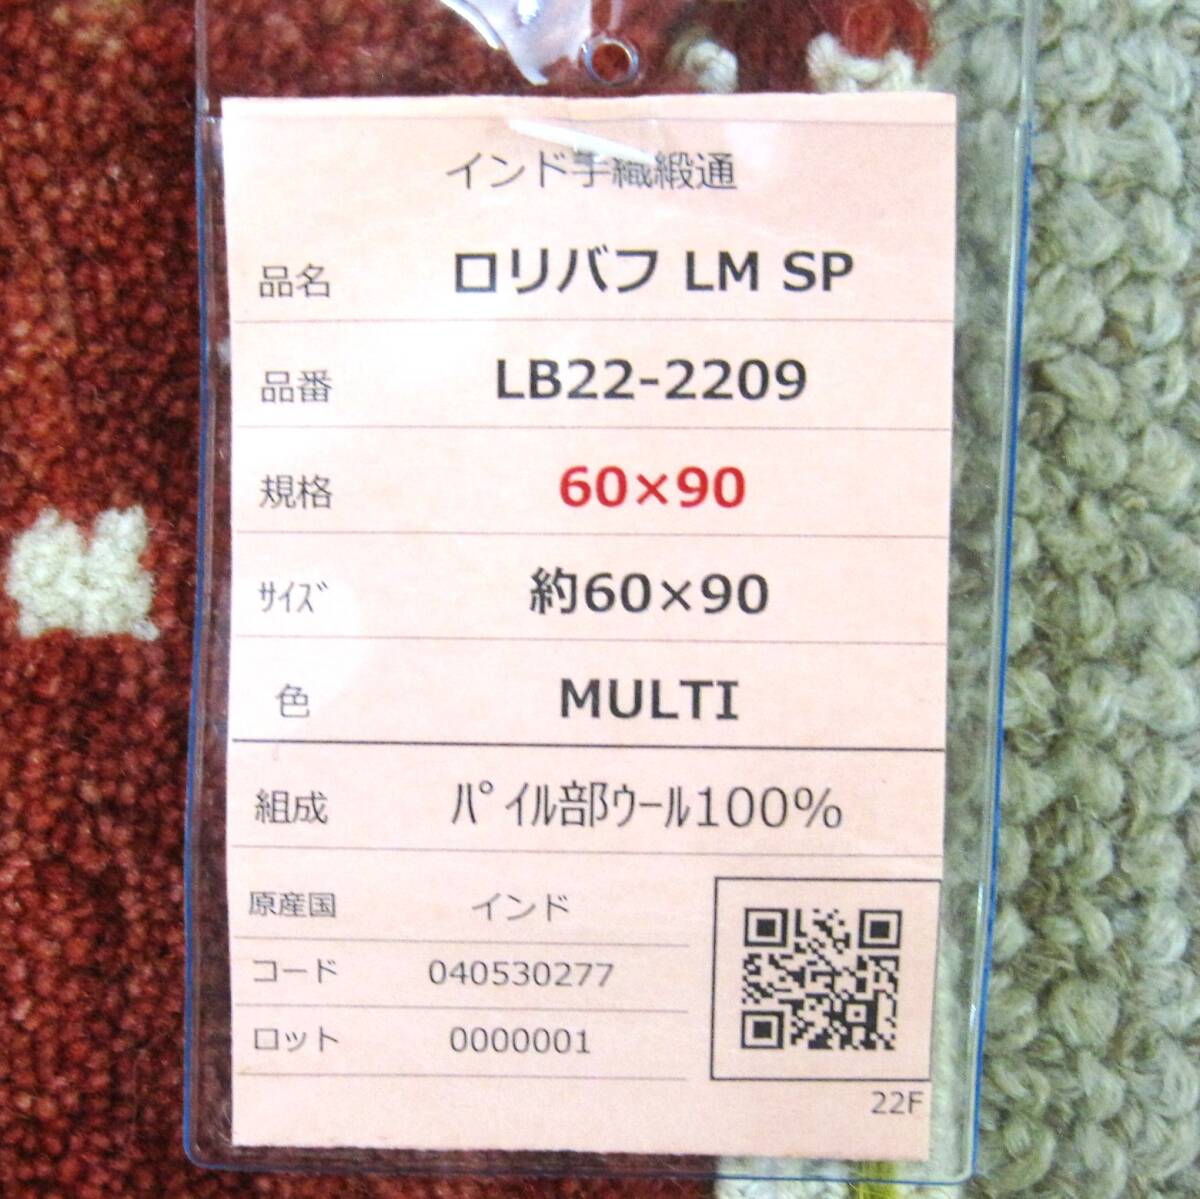 インド手織緞通
品名 ロリバフ LM SP
品番 LB22-2209
規格 60×90
ｻｲｽﾞ 約60×90
色 MULTI
組成 ﾊﾟｲﾙ部ｳｰﾙ100%
原産国 インド
コード 040530277
ロット 0000001
22F